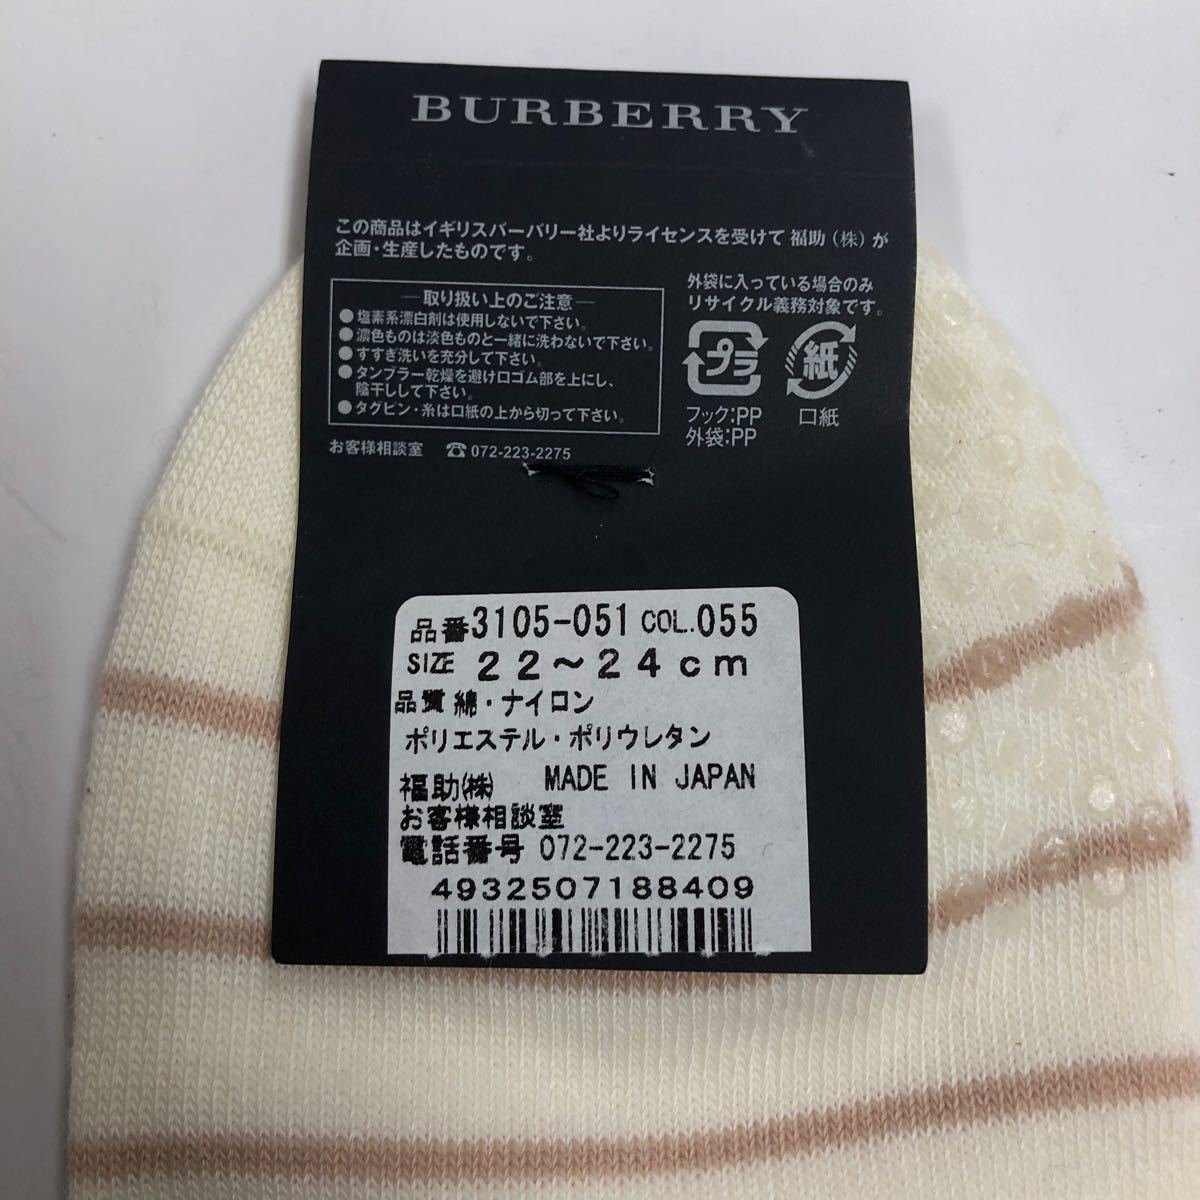 BURBERRY
この商品はイギリスバーバリー社よりライセンスを受けて 福助（株）が
企画・生産したものです。
取り扱い上のご注意
●塩素系漂白剤は使用しないで下さい。
●濃色ものは淡色ものと一緒に洗わないで下さい。
●すすぎ洗いを充分して下さい。
●タンブラー乾燥を避け口ゴム部を上にし、
陰干しして下さい。
●タグピン・糸は口紙の上から切って下さい。
お客様相談室 ☎072-223-2275
外袋に入っている場合のみ
リサイクル義務対象です。
プラ
紙
フック:PP
外袋:PP
口紙
品番3105-051 COL.055
SIZE 22～24cm
品質 綿・ナイロン
ポリエステル・ポリウレタン
福助(株) MADE IN JAPAN
お客様相談室
電話番号 072-223-2275
4932507188409